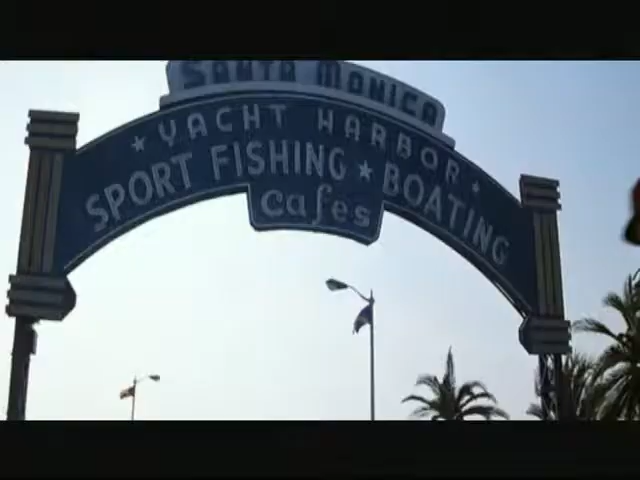 SANTA MONICA
★ YACHT HARBOR ★
SPORT FISHING ★ BOATING
Cafes